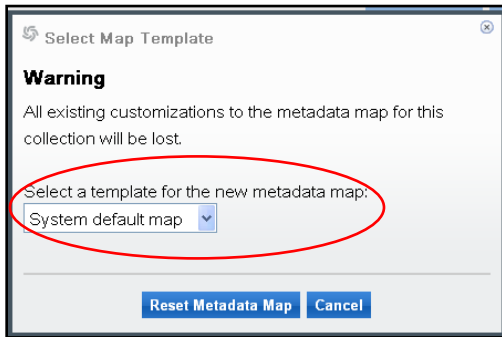 Select Map Template
Warning
All existing customizations to the metadata map for this
collection will be lost.
Select a template for the new metadata map:
System default map
Reset Metadata Map Cancel